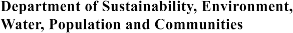 Department of Sustainability, Environment,
Water, Population and Communities